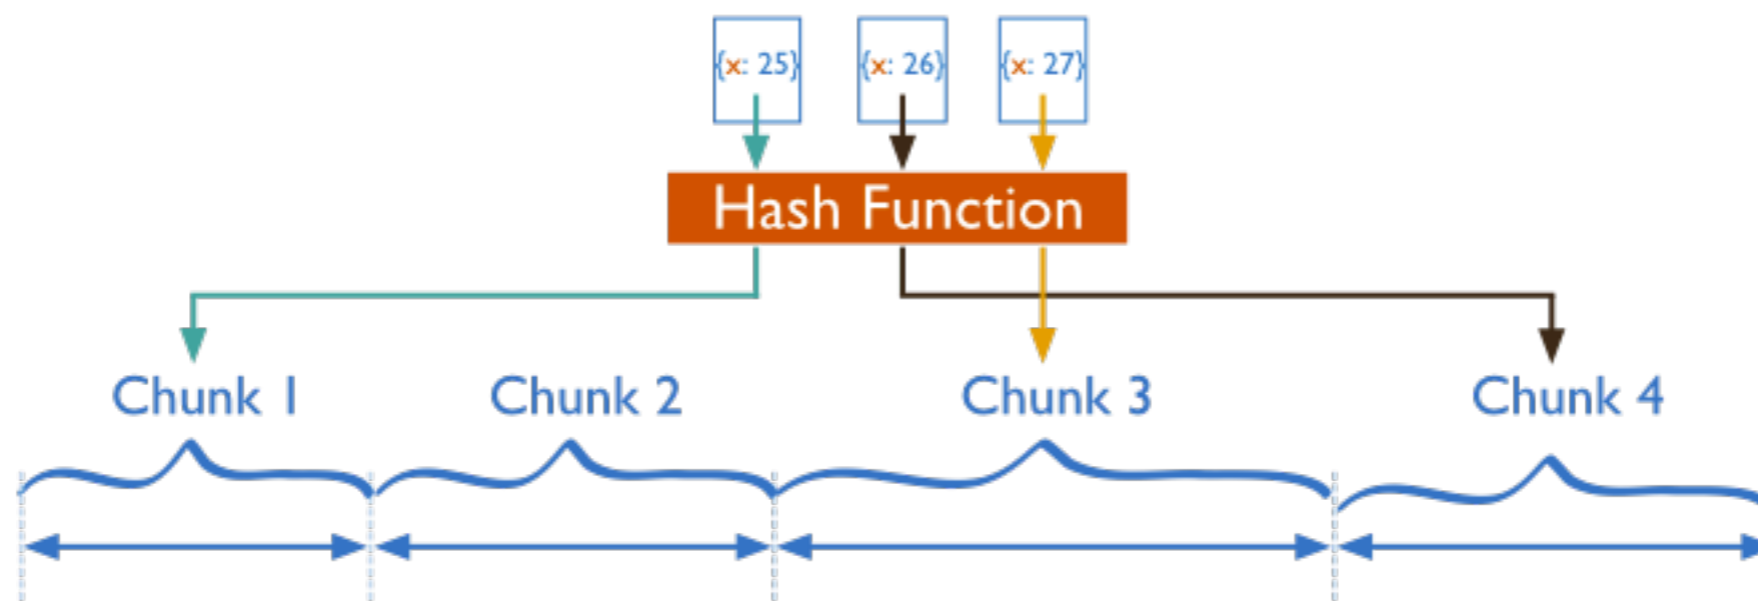 {x: 25} {x: 26} {x: 27}
Hash Function
Chunk 1 Chunk 2 Chunk 3 Chunk 4